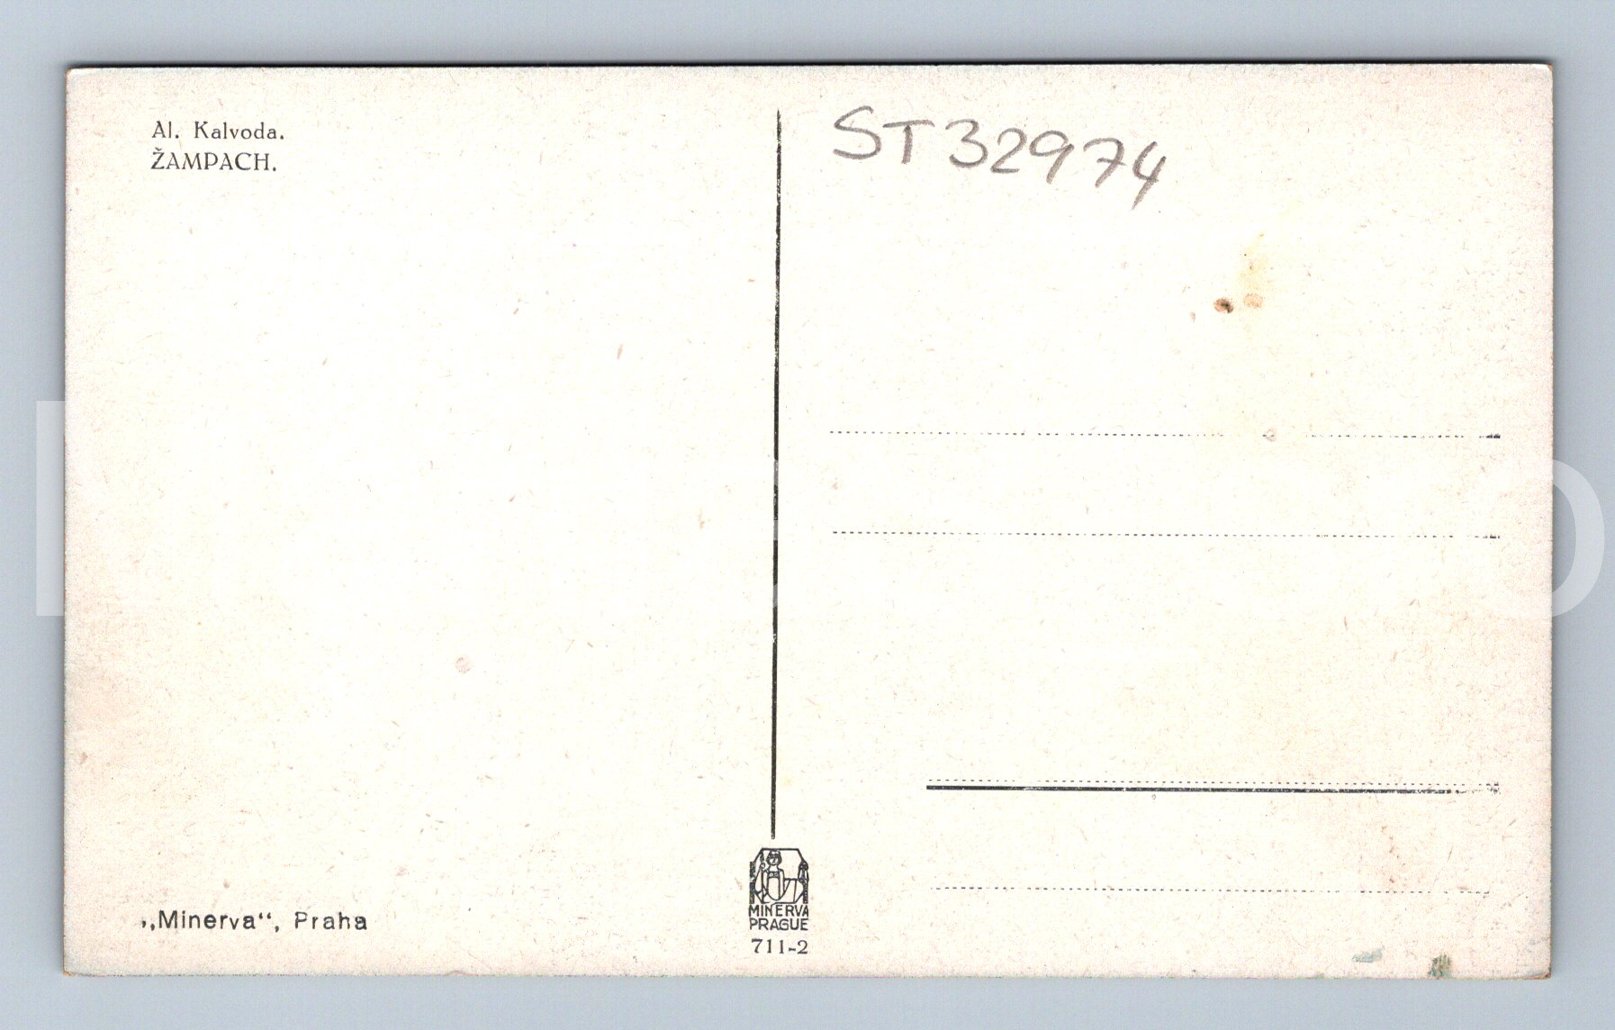 Al. Kalvoda.
ŽAMPACH.
ST32974
„Minerva“, Praha
MINERVA
PRAGUE
711-2